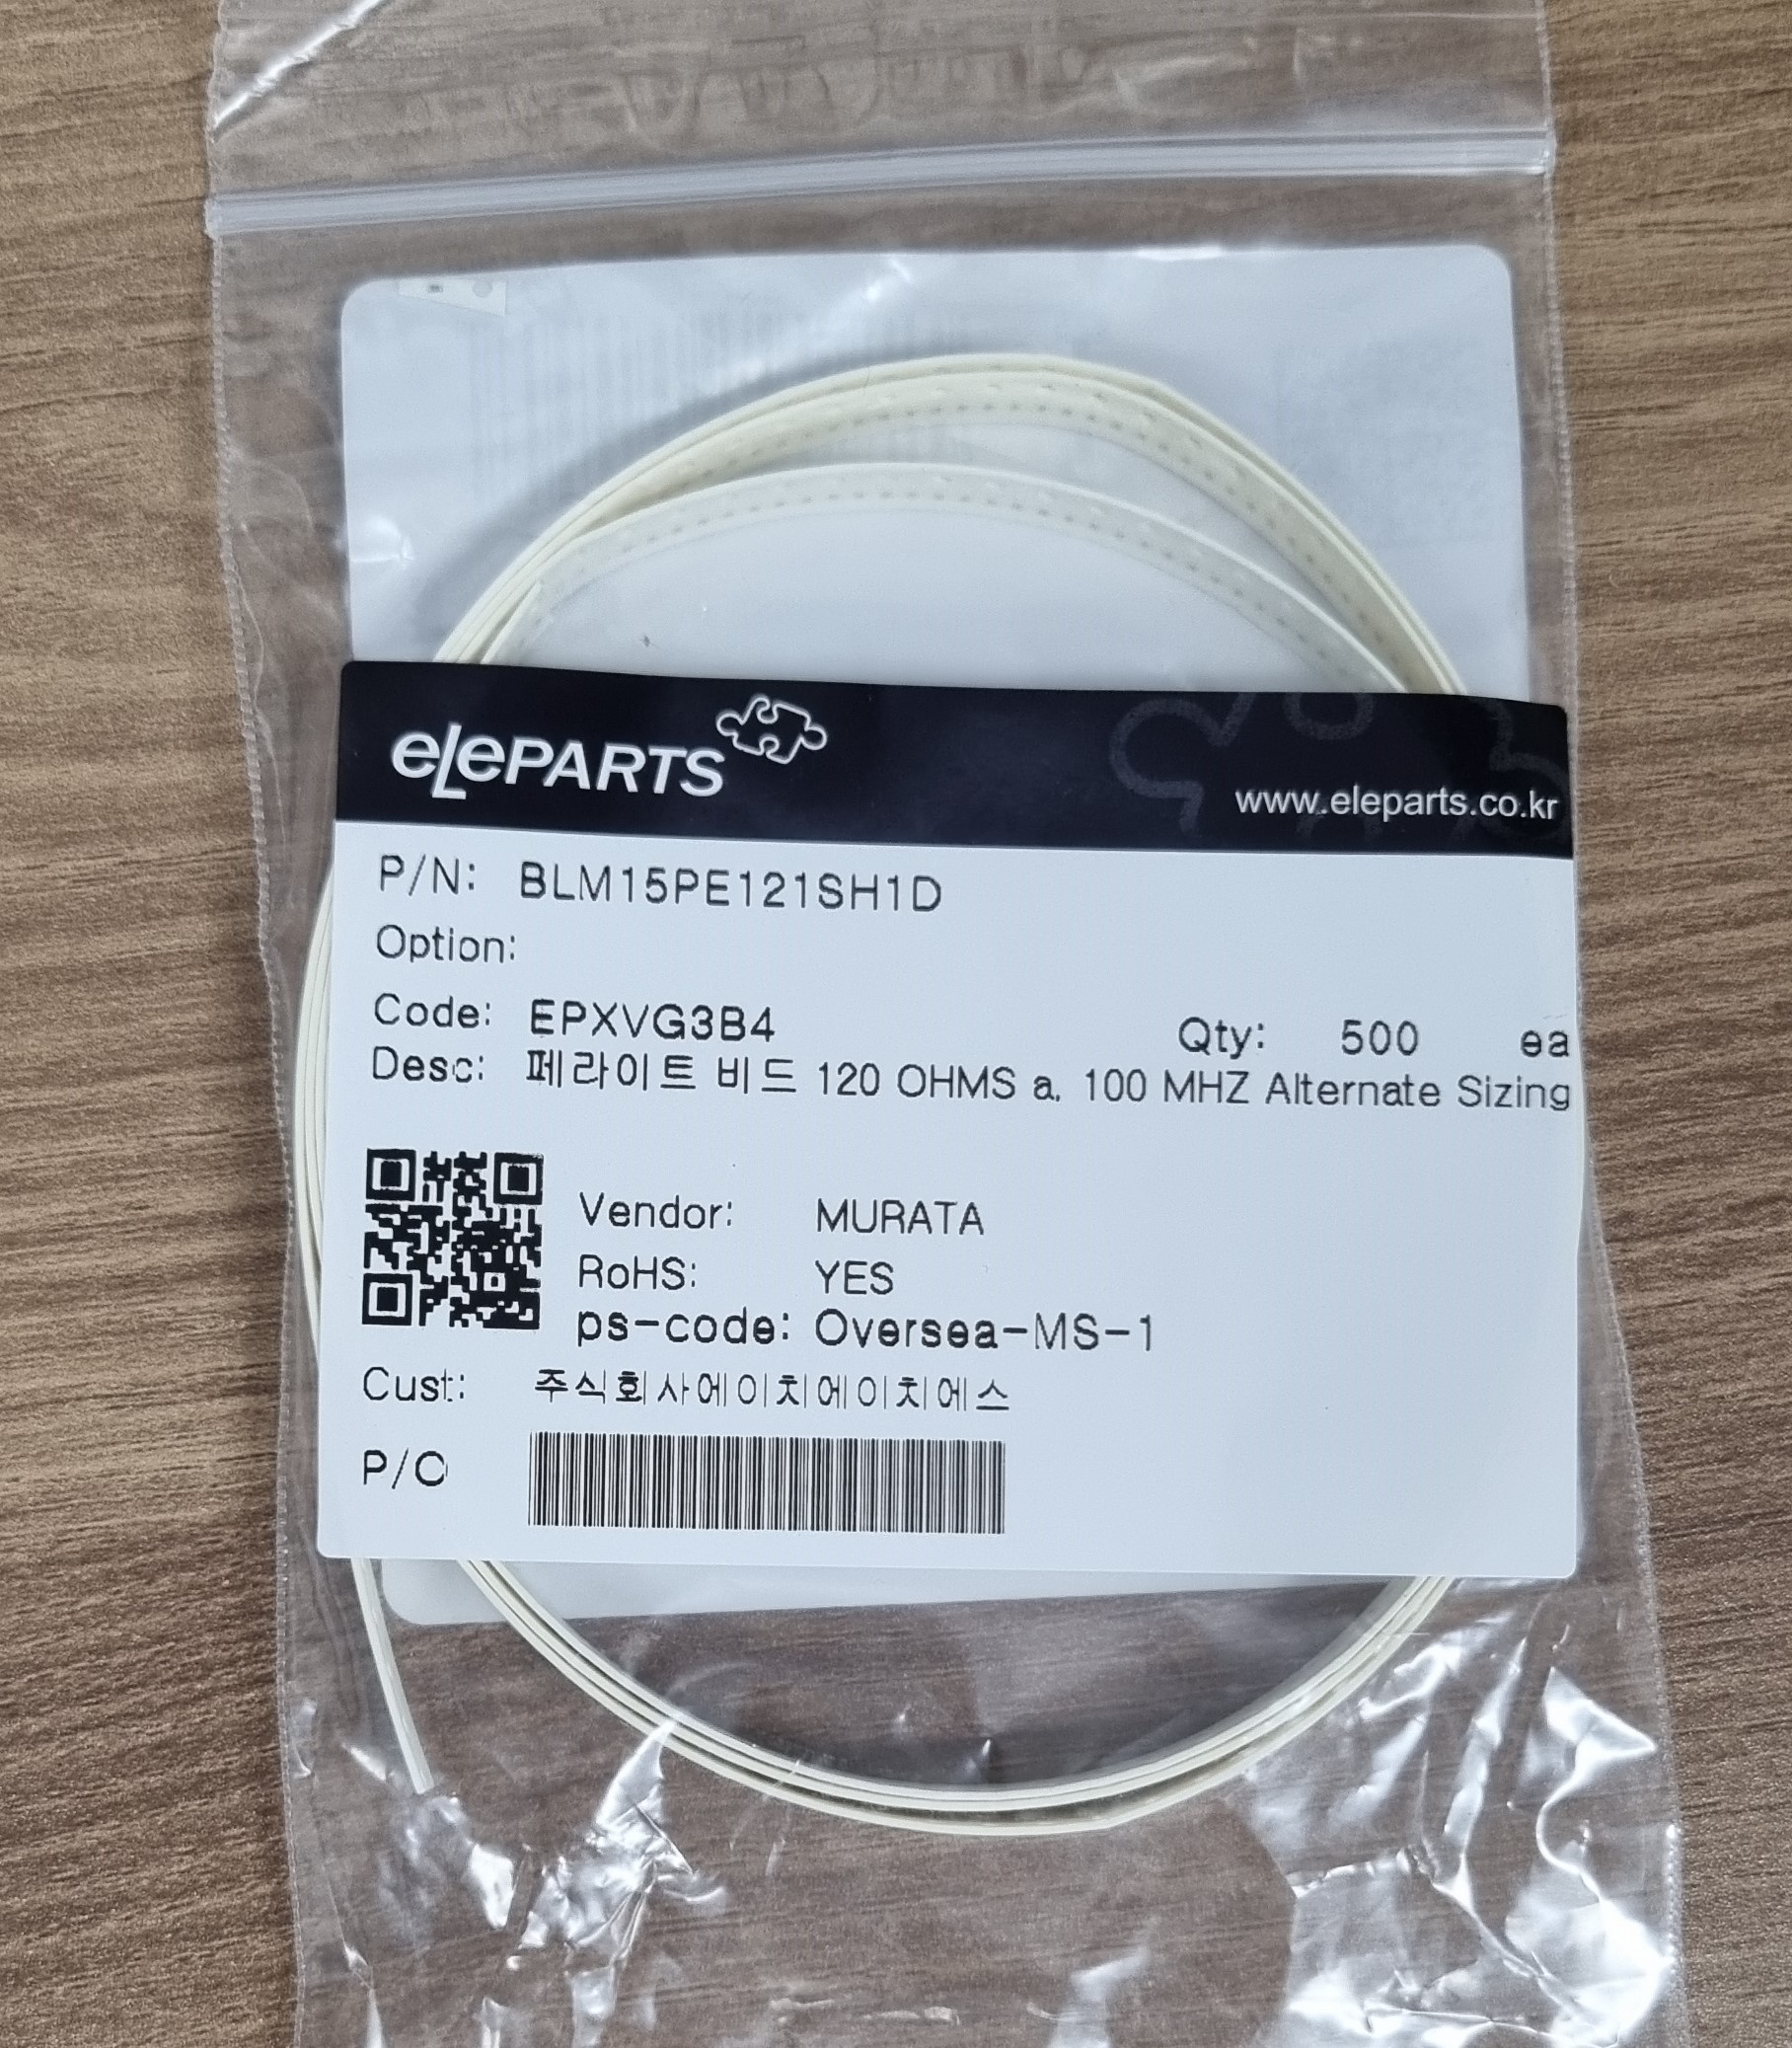 eLePARTS
www.eleparts.co.kr
P/N: BLM15PE121SH1D
Option:
Code: EPXVG3B4 Qty: 500 ea
Desc: 페라이트 비드 120 OHMS a. 100 MHZ Alternate Sizing
Vendor: MURATA
RoHS: YES
ps-code: Oversea-MS-1
Cust: 주식회사에이치에이치에스
P/O